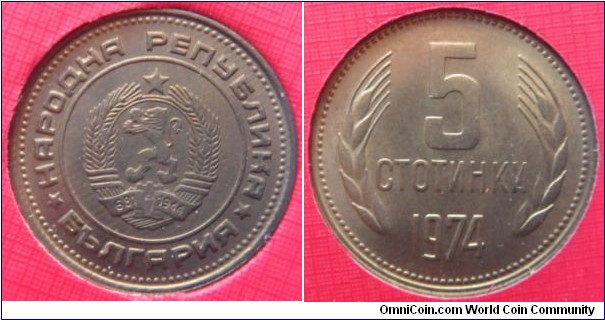 НАРОДНА РЕПУБЛИКА
БЪЛГАРИЯ
681 1944
5
СТОТИНКИ
1974
OmniCoin.com World Coin Community